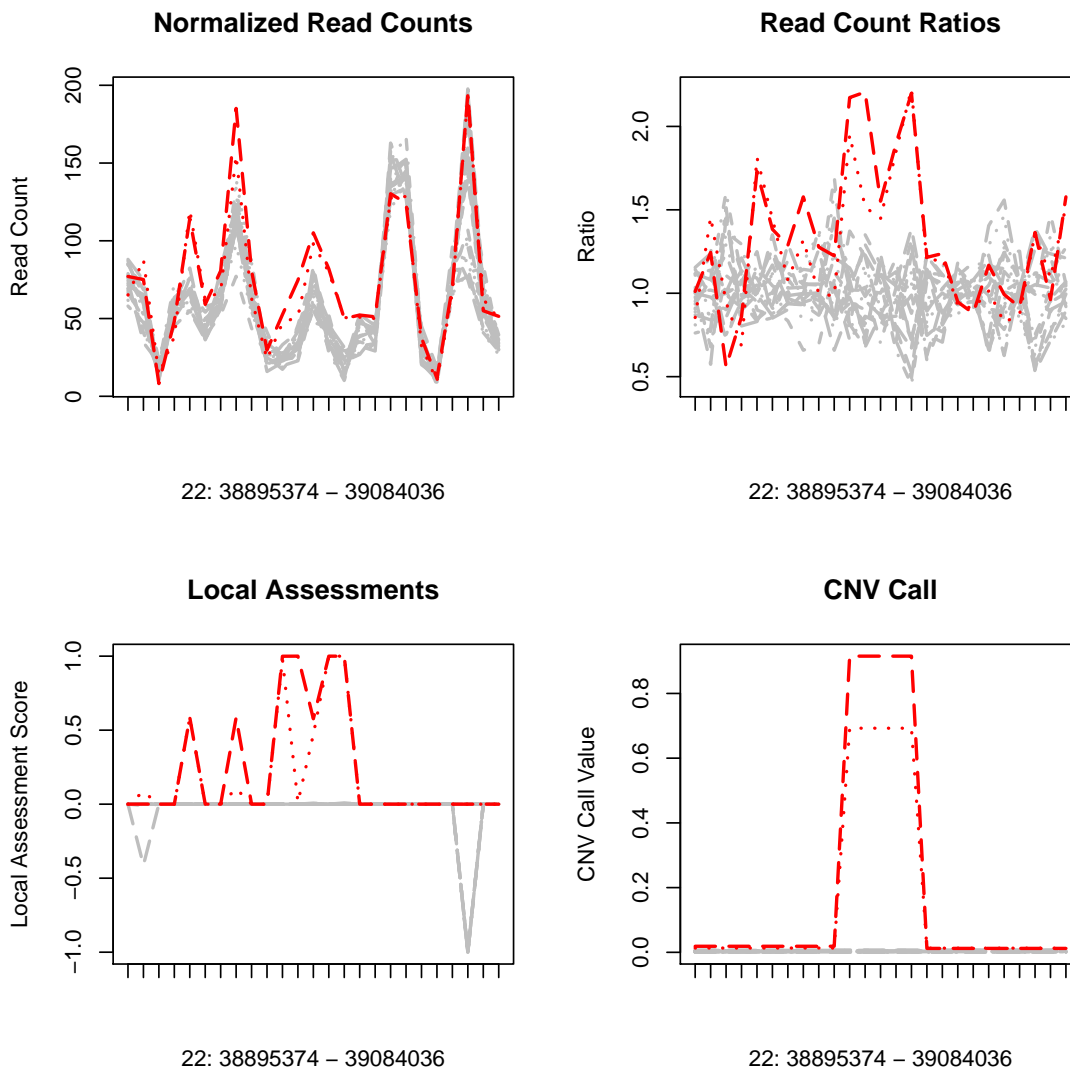 Normalized Read Counts
Read Count
200
150
100
50
0
22: 38895374 – 39084036
Read Count Ratios
Ratio
2.0
1.5
1.0
0.5
22: 38895374 – 39084036
Local Assessments
Local Assessment Score
1.0
0.5
0.0
−0.5
−1.0
22: 38895374 – 39084036
CNV Call
CNV Call Value
0.8
0.6
0.4
0.2
0.0
22: 38895374 – 39084036